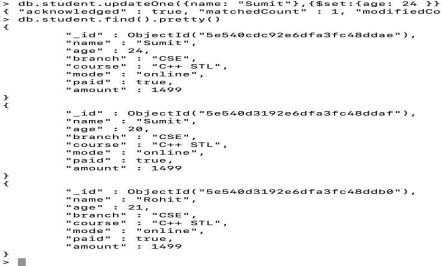 > db.student.updateOne({name: "Sumit"},{$set:{age: 24 }}
{ "acknowledged" : true, "matchedCount" : 1, "modifiedCo
> db.student.find().pretty()
{
"_id" : ObjectId("5e540cdc92e6dfa3fc48ddae"),
"name" : "Sumit",
"age" : 24,
"branch" : "CSE",
"course" : "C++ STL",
"mode" : "online",
"paid" : true,
"amount" : 1499
}
{
"_id" : ObjectId("5e540d3192e6dfa3fc48ddaf"),
"name" : "Sumit",
"age" : 20,
"branch" : "CSE",
"course" : "C++ STL",
"mode" : "online",
"paid" : true,
"amount" : 1499
}
{
"_id" : ObjectId("5e540d3192e6dfa3fc48ddb0"),
"name" : "Rohit",
"age" : 21,
"branch" : "CSE",
"course" : "C++ STL",
"mode" : "online",
"paid" : true,
"amount" : 1499
}
>